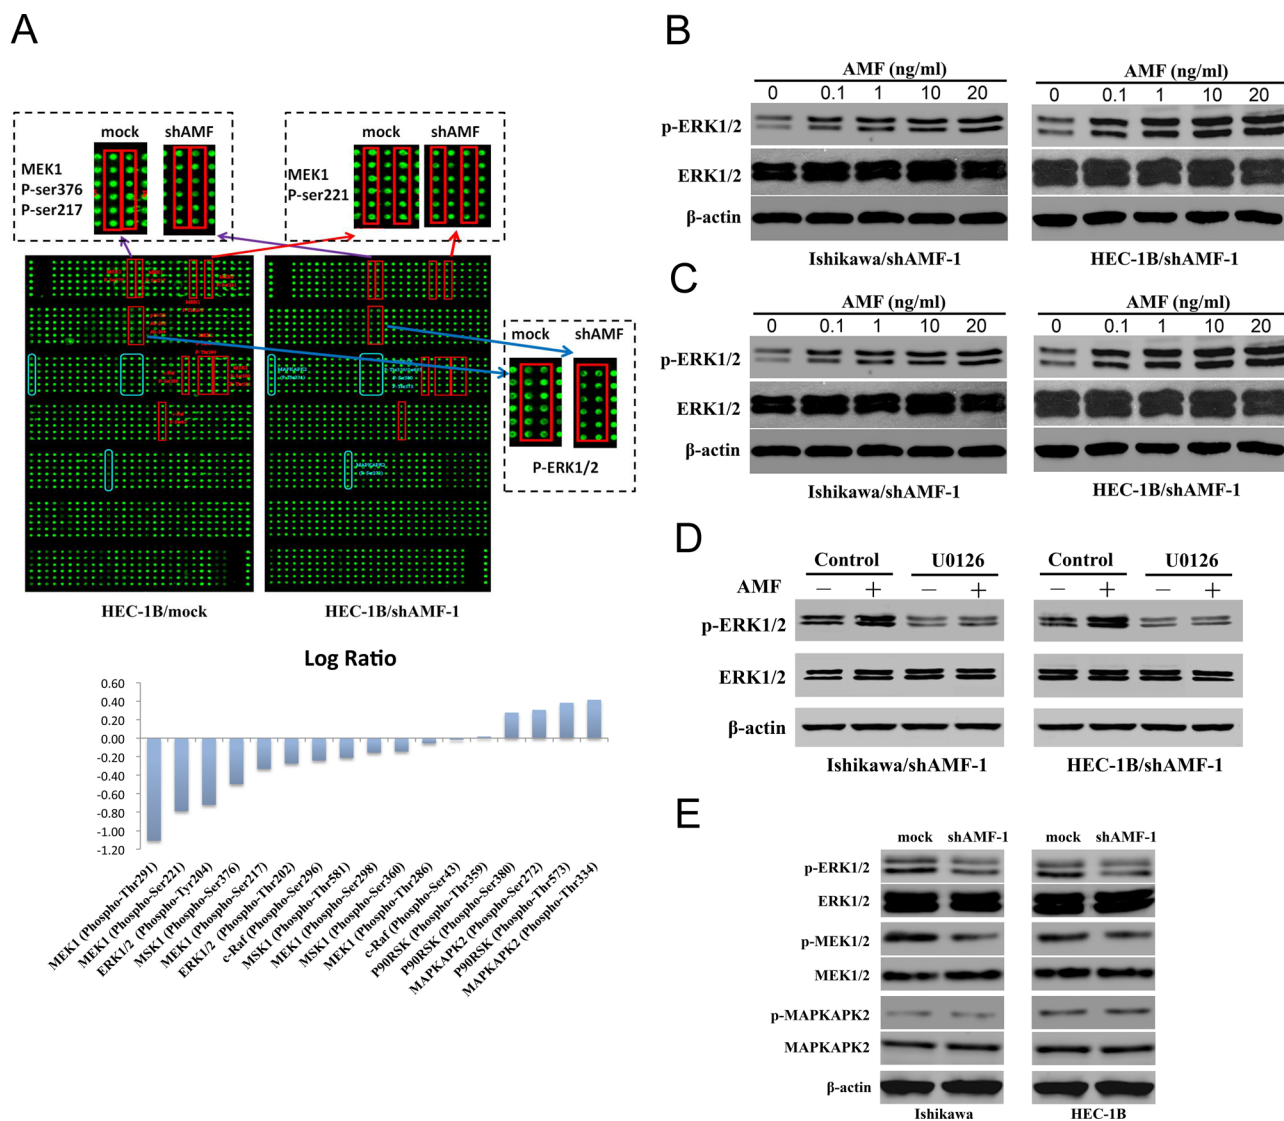 A
mock
shAMF
MEK1
P-ser376
P-ser217
mock
shAMF
MEK1
P-ser221
mock
shAMF
P-ERK1/2
HEC-1B/mock
HEC-1B/shAMF-1
Log Ratio
0.60
0.40
0.20
0.00
-0.20
-0.40
-0.60
-0.80
-1.00
-1.20
MEK1 (Phospho-Thr291)
MEK1 (Phospho-Ser221)
ERK1/2 (Phospho-Tyr204)
MSK1 (Phospho-Ser376)
MEK1 (Phospho-Ser217)
ERK1/2 (Phospho-Thr202)
c-Raf (Phospho-Ser296)
MSK1 (Phospho-Thr581)
MEK1 (Phospho-Ser298)
MSK1 (Phospho-Ser360)
MEK1 (Phospho-Thr286)
c-Raf (Phospho-Ser43)
P90RSK (Phospho-Thr359)
P90RSK (Phospho-Ser380)
MAPKAPK2 (Phospho-Ser272)
P90RSK (Phospho-Thr573)
MAPKAPK2 (Phospho-Thr334)
B
AMF (ng/ml)
0 0.1 1 10 20
AMF (ng/ml)
0 0.1 1 10 20
p-ERK1/2
ERK1/2
β-actin
Ishikawa/shAMF-1
HEC-1B/shAMF-1
C
AMF (ng/ml)
0 0.1 1 10 20
AMF (ng/ml)
0 0.1 1 10 20
p-ERK1/2
ERK1/2
β-actin
Ishikawa/shAMF-1
HEC-1B/shAMF-1
D
Control U0126
Control U0126
AMF − + − +
− + − +
p-ERK1/2
ERK1/2
β-actin
Ishikawa/shAMF-1
HEC-1B/shAMF-1
E
mock shAMF-1
mock shAMF-1
p-ERK1/2
ERK1/2
p-MEK1/2
MEK1/2
p-MAPKAPK2
MAPKAPK2
β-actin
Ishikawa
HEC-1B